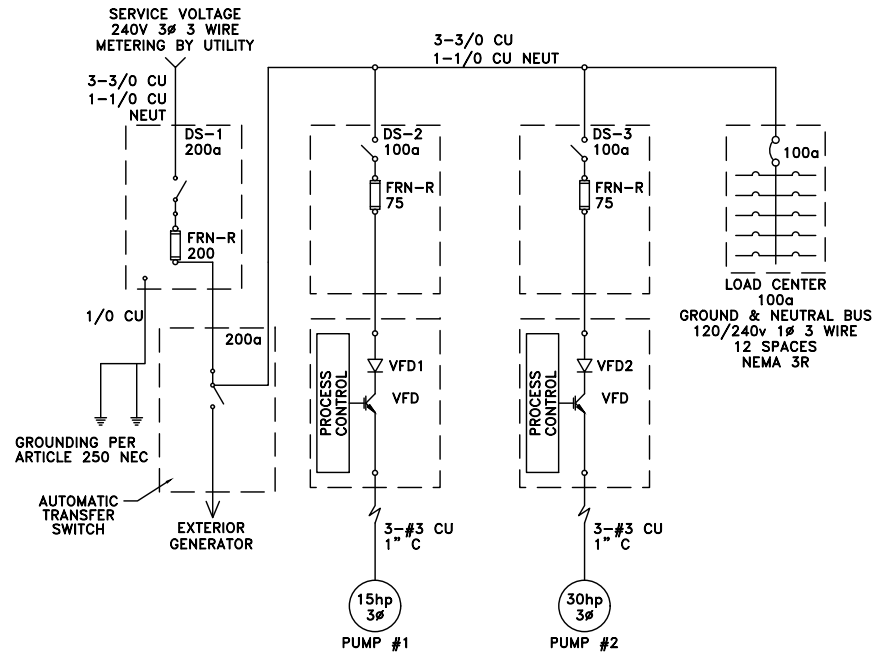 SERVICE VOLTAGE
240V 3ø 3 WIRE
METERING BY UTILITY
3-3/0 CU
1-1/0 CU
NEUT
3-3/0 CU
1-1/0 CU NEUT
DS-1
200a
FRN-R
200
DS-2
100a
FRN-R
75
DS-3
100a
FRN-R
75
100a
LOAD CENTER
100a
GROUND & NEUTRAL BUS
120/240v 1ø 3 WIRE
12 SPACES
NEMA 3R
1/0 CU
200a
GROUNDING PER
ARTICLE 250 NEC
AUTOMATIC
TRANSFER
SWITCH
EXTERIOR
GENERATOR
PROCESS
CONTROL
VFD1
VFD
PROCESS
CONTROL
VFD2
VFD
3-#3 CU
1" C
3-#3 CU
1" C
15hp
3ø
PUMP #1
30hp
3ø
PUMP #2